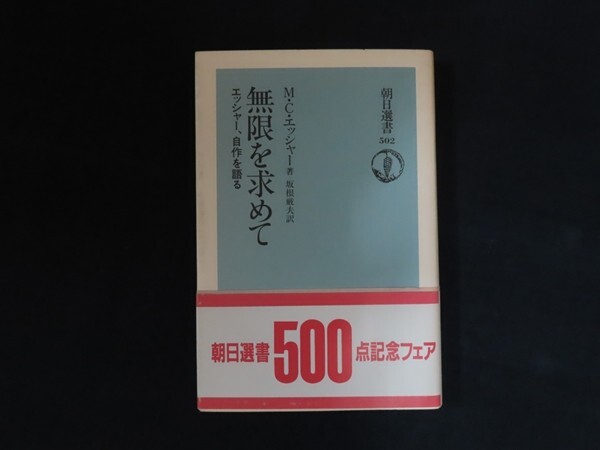 朝日選書
502
M・C・エッシャー著 坂根厳夫訳
無限を求めて
エッシャー、自作を語る
朝日選書500点記念フェア